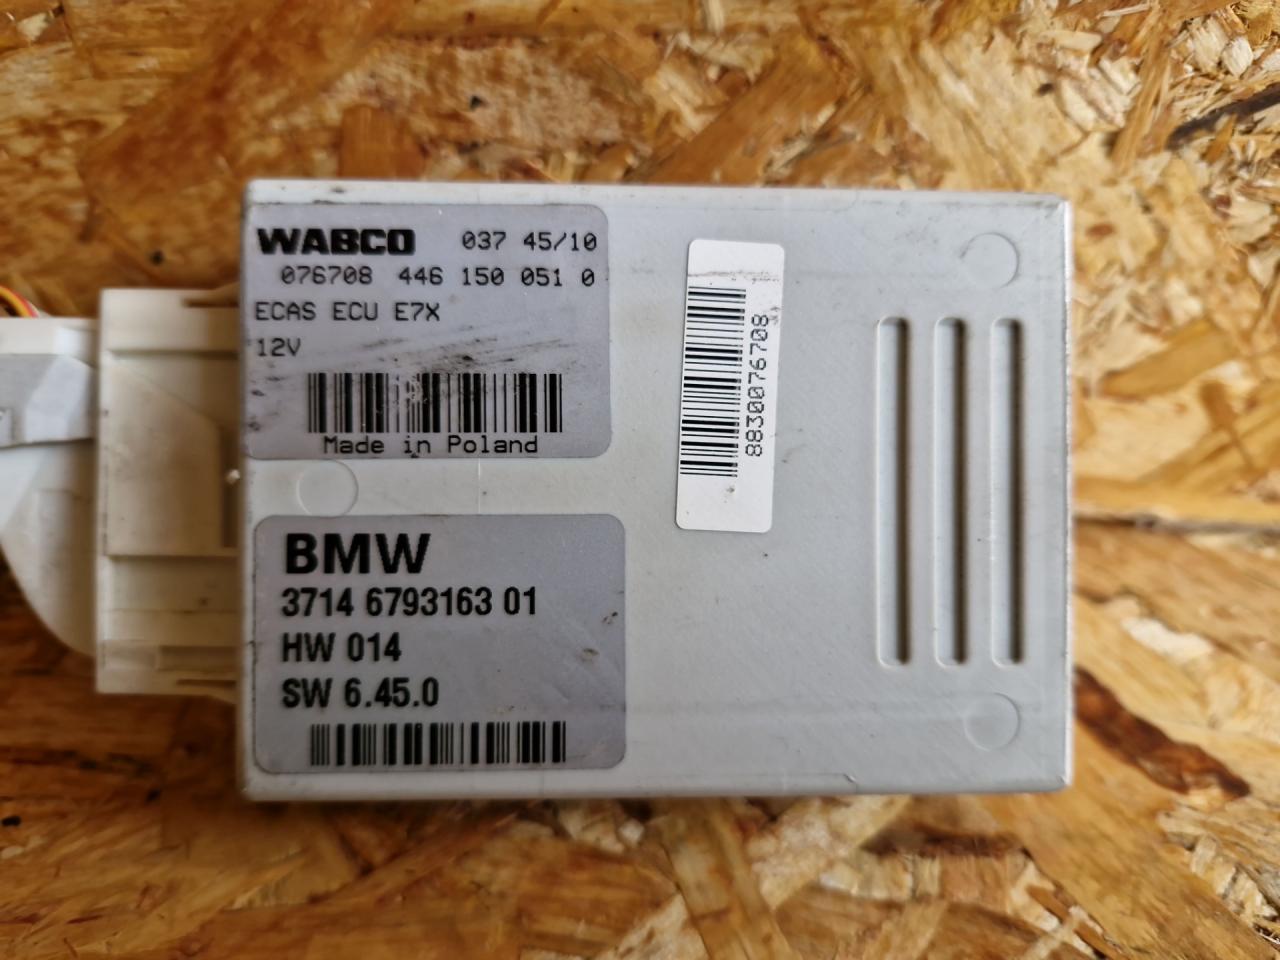 WABCO 037 45/10
076708 446 150 051 0
ECAS ECU E7X
12V
Made in Poland
8830076708
BMW
3714 6793163 01
HW 014
SW 6.45.0